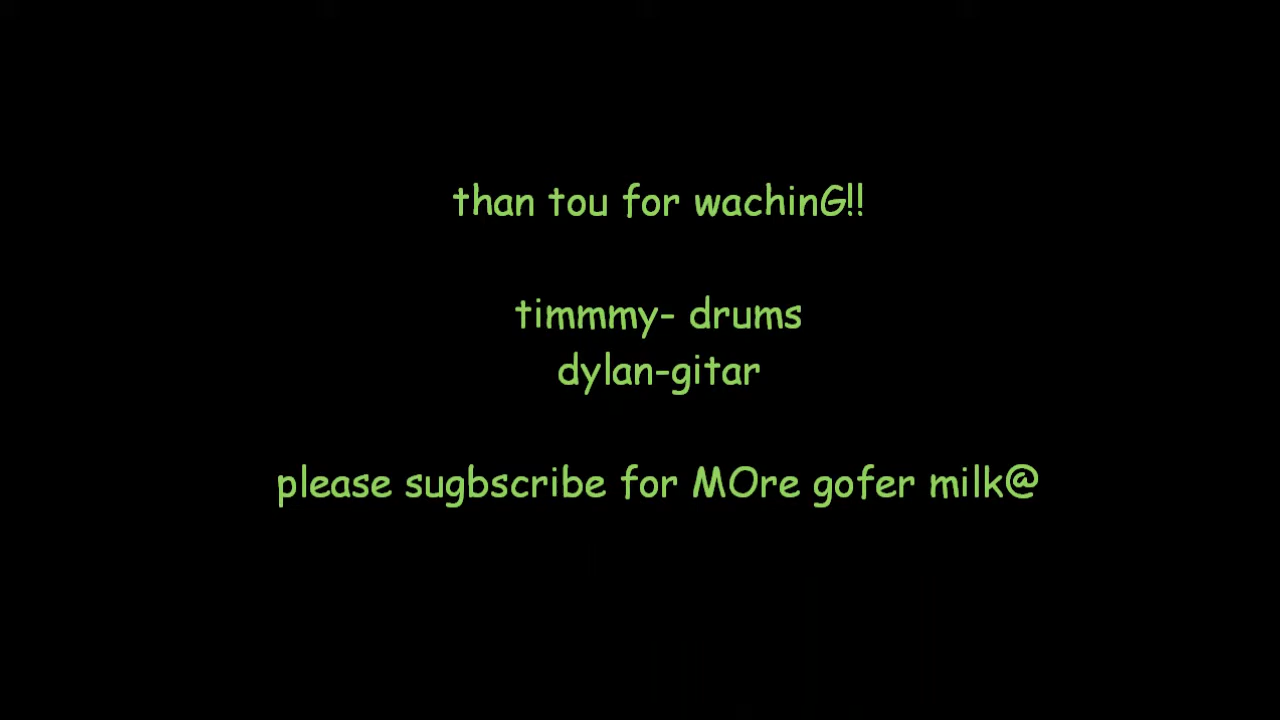 than tou for wachinG!!
timmmy- drums
dylan-gitar
please sugbscribe for MOre gofer milk@